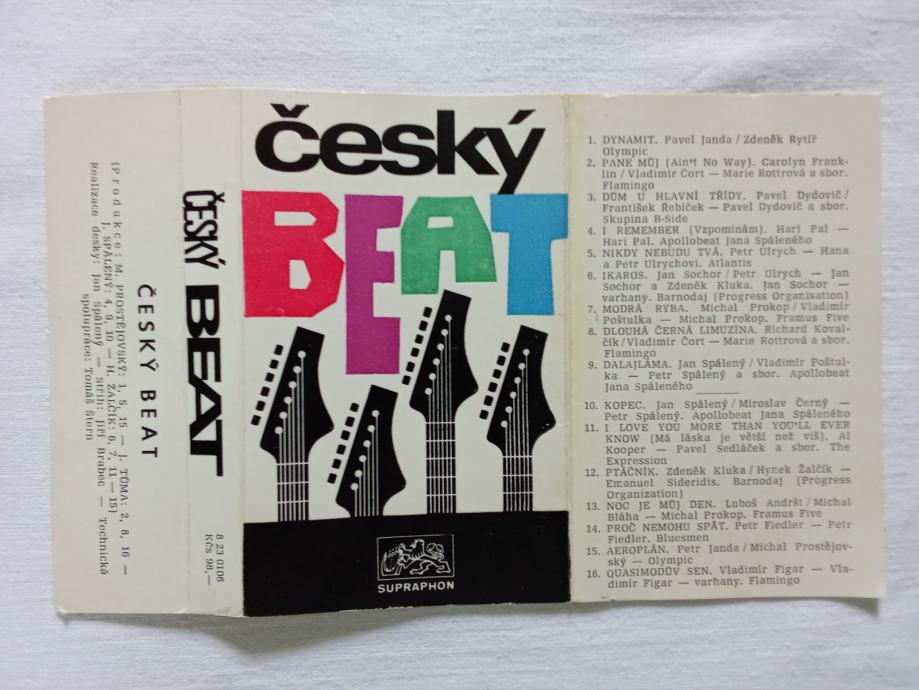 (Produkce: M. PROSTĚJOVSKÝ: 1, 5, 15 — J. TŮMA: 2, 8, 16 —
J. SPÁLENÝ: 4, 9, 10 — H. ŽALČÍK: 6, 7, 11 — 15)
Realizace desky: Jan Spálený — střih: Jiří Brabec — Technická
spolupráce: Tomáš Štern
ČESKÝ BEAT
ČESKÝ BEAT
8 23 0106
Kčs 98,—
český
BEAT
SUPRAPHON
1. DYNAMIT. Pavel Janda / Zdeněk Rytíř
Olympic
2. PANE MŮJ (Ain't No Way). Carolyn Frank-
lin / Vladimír Čort — Marie Rottrová a sbor.
Flamingo
3. DŮM U HLAVNÍ TŘÍDY. Pavel Dydovič /
František Řebíček — Pavel Dydovič a sbor.
Skupina B-Side
4. I REMEMBER (Vzpomínám). Hari Pal —
Hari Pal. Apollobeat Jana Spáleného
5. NIKDY NEBUDU TVÁ. Petr Ulrych — Hana
a Petr Ulrychovi. Atlantis
6. IKAROS. Jan Sochor / Petr Ulrych — Jan
Sochor a Zdeněk Kluka. Jan Sochor —
varhany. Barnodaj (Progress Organisation)
7. MODRÁ RYBA. Michal Prokop / Vladimír
Poštulka — Michal Prokop. Framus Five
8. DLOUHÁ ČERNÁ LIMUZÍNA. Richard Koval-
čík / Vladimír Čort — Marie Rottrová a sbor.
Flamingo
9. DALAJLÁMA. Jan Spálený / Vladimír Poštul-
ka — Petr Spálený a sbor. Apollobeat
Jana Spáleného
10. KOPEC. Jan Spálený / Miroslav Černý —
Petr Spálený. Apollobeat Jana Spáleného
11. I LOVE YOU MORE THAN YOU'LL EVER
KNOW (Má láska je větší než víš). Al
Kooper — Pavel Sedláček a sbor. The
Expression
12. PTÁČNÍK. Zdeněk Kluka / Hynek Žalčík —
Emanuel Sideridis. Barnodaj (Progress
Organization)
13. NOC JE MŮJ DEN. Luboš Andršt / Michal
Bláha — Michal Prokop. Framus Five
14. PROČ NEMOHU SPÁT. Petr Fiedler — Petr
Fiedler. Bluesmen
15. AEROPLÁN. Petr Janda / Michal Prostějov-
ský — Olympic
16. QUASIMODŮV SEN. Vladimír Figar — Vla-
dimír Figar — varhany. Flamingo